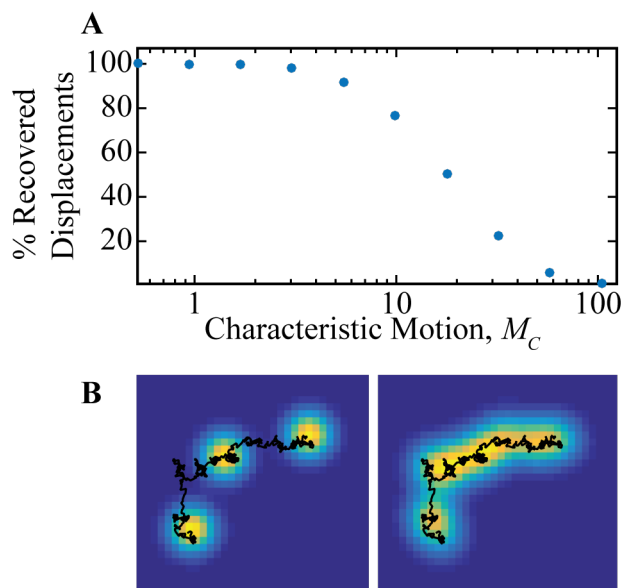 A
% Recovered
Displacements
100
80
60
40
20
1
10
100
Characteristic Motion, M_C
B